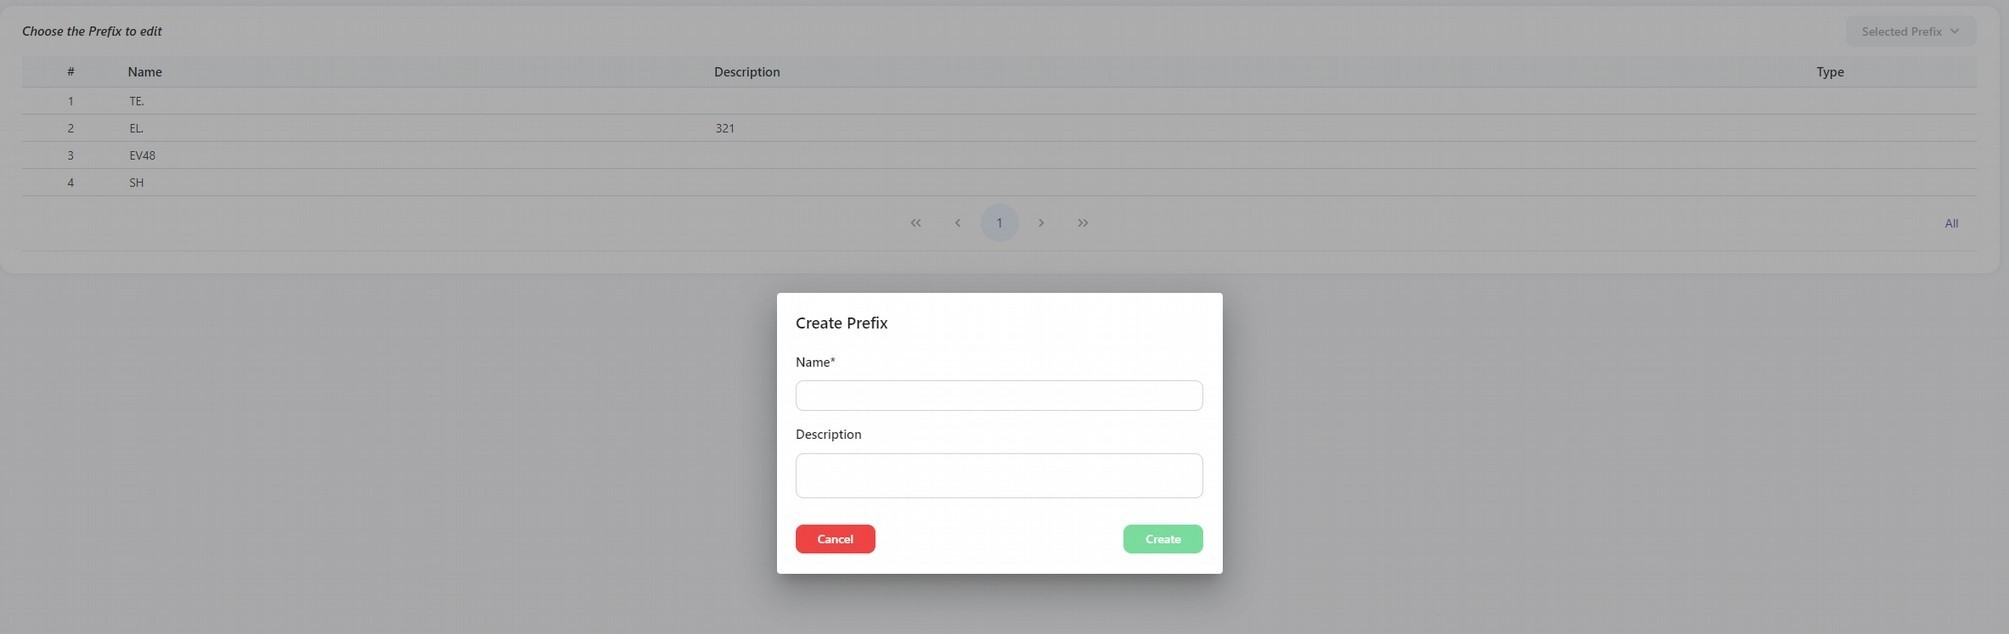 Choose the Prefix to edit
Selected Prefix
# Name Description Type
1 TE.
2 EL. 321
3 EV48
4 SH
1
All
Create Prefix
Name*
Description
Cancel
Create